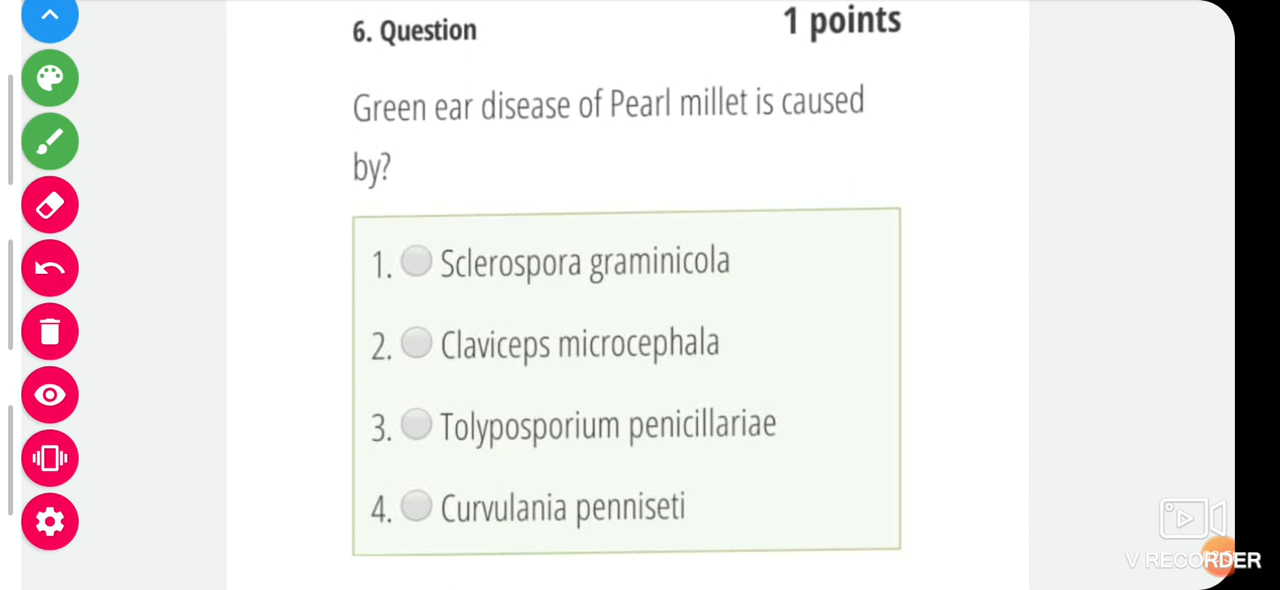 6. Question
1 points
Green ear disease of Pearl millet is caused
by?
1. Sclerospora graminicola
2. Claviceps microcephala
3. Tolyposporium penicillariae
4. Curvulania penniseti
V RECORDER